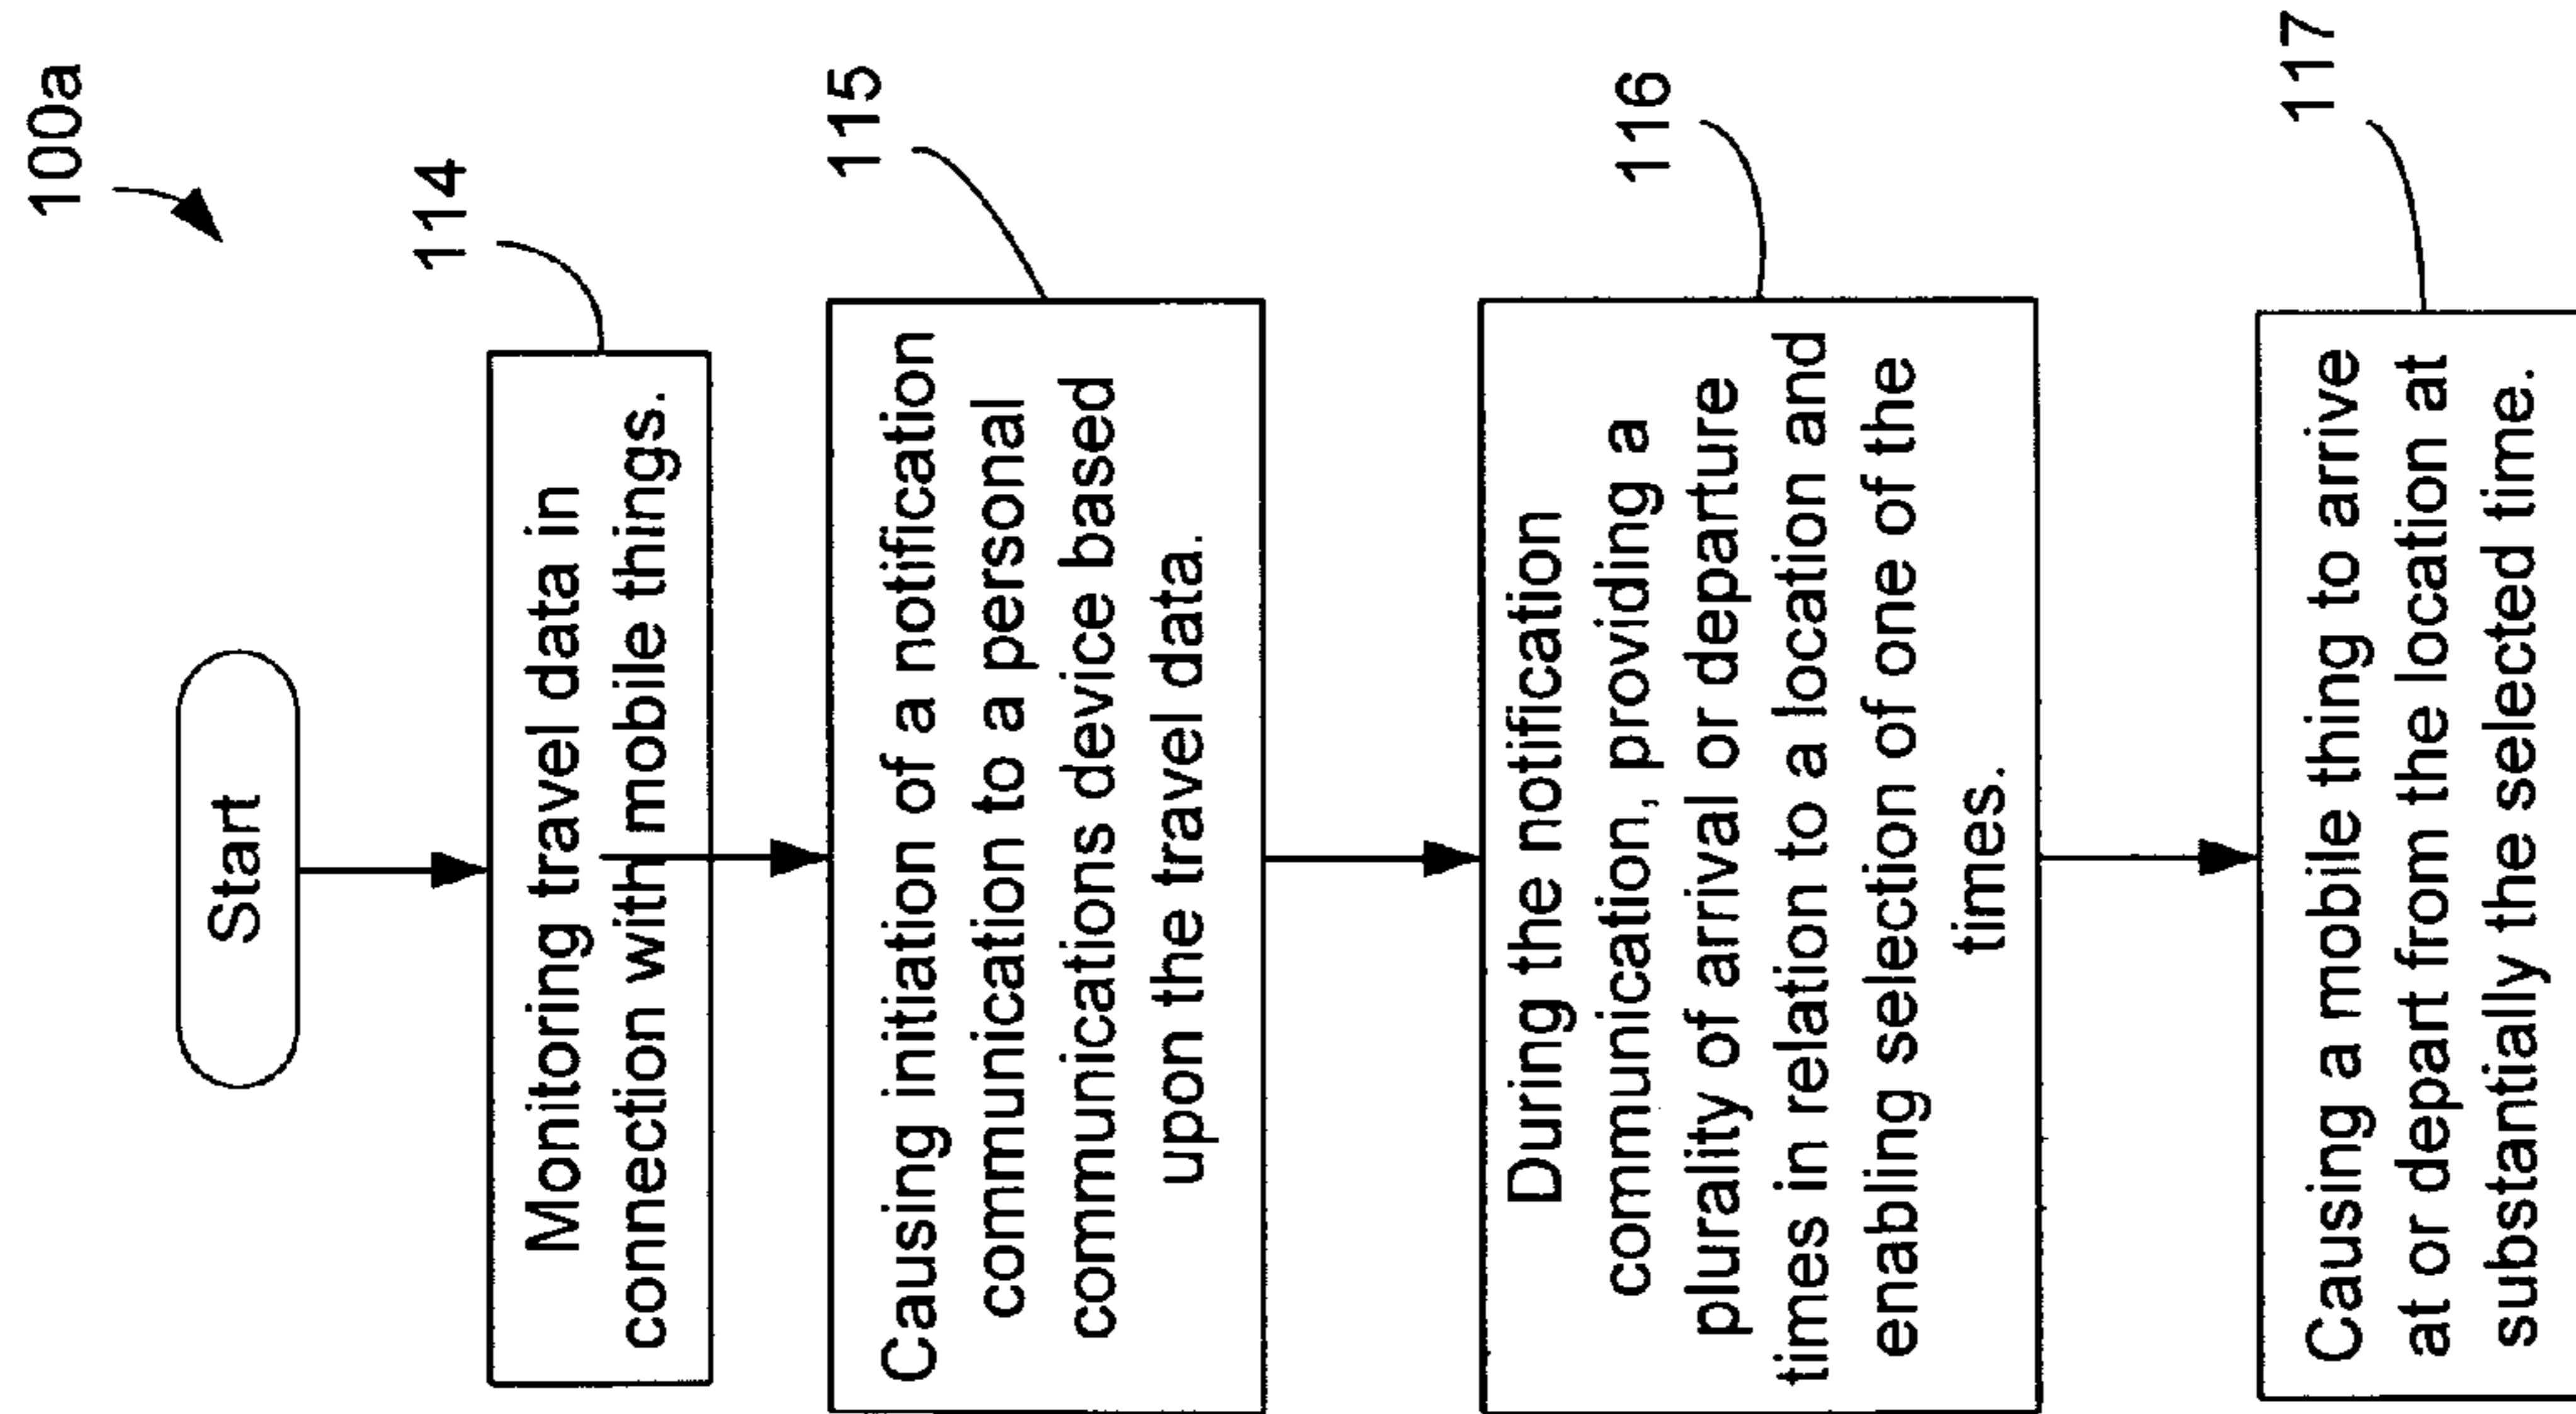 100a
Start
114
Monitoring travel data in
connection with mobile things.
115
Causing initiation of a notification
communication to a personal
communications device based
upon the travel data.
116
During the notification
communication, providing a
plurality of arrival or departure
times in relation to a location and
enabling selection of one of the
times.
117
Causing a mobile thing to arrive
at or depart from the location at
substantially the selected time.